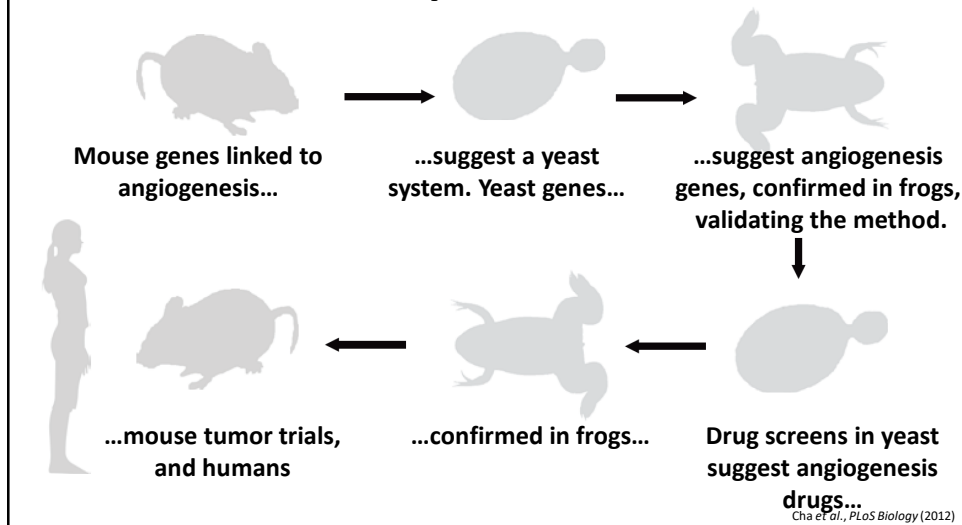 Mouse genes linked to
angiogenesis…
…suggest a yeast
system. Yeast genes…
…suggest angiogenesis
genes, confirmed in frogs,
validating the method.
Drug screens in yeast
suggest angiogenesis
drugs…
…confirmed in frogs…
…mouse tumor trials,
and humans
Cha et al., PLoS Biology (2012)